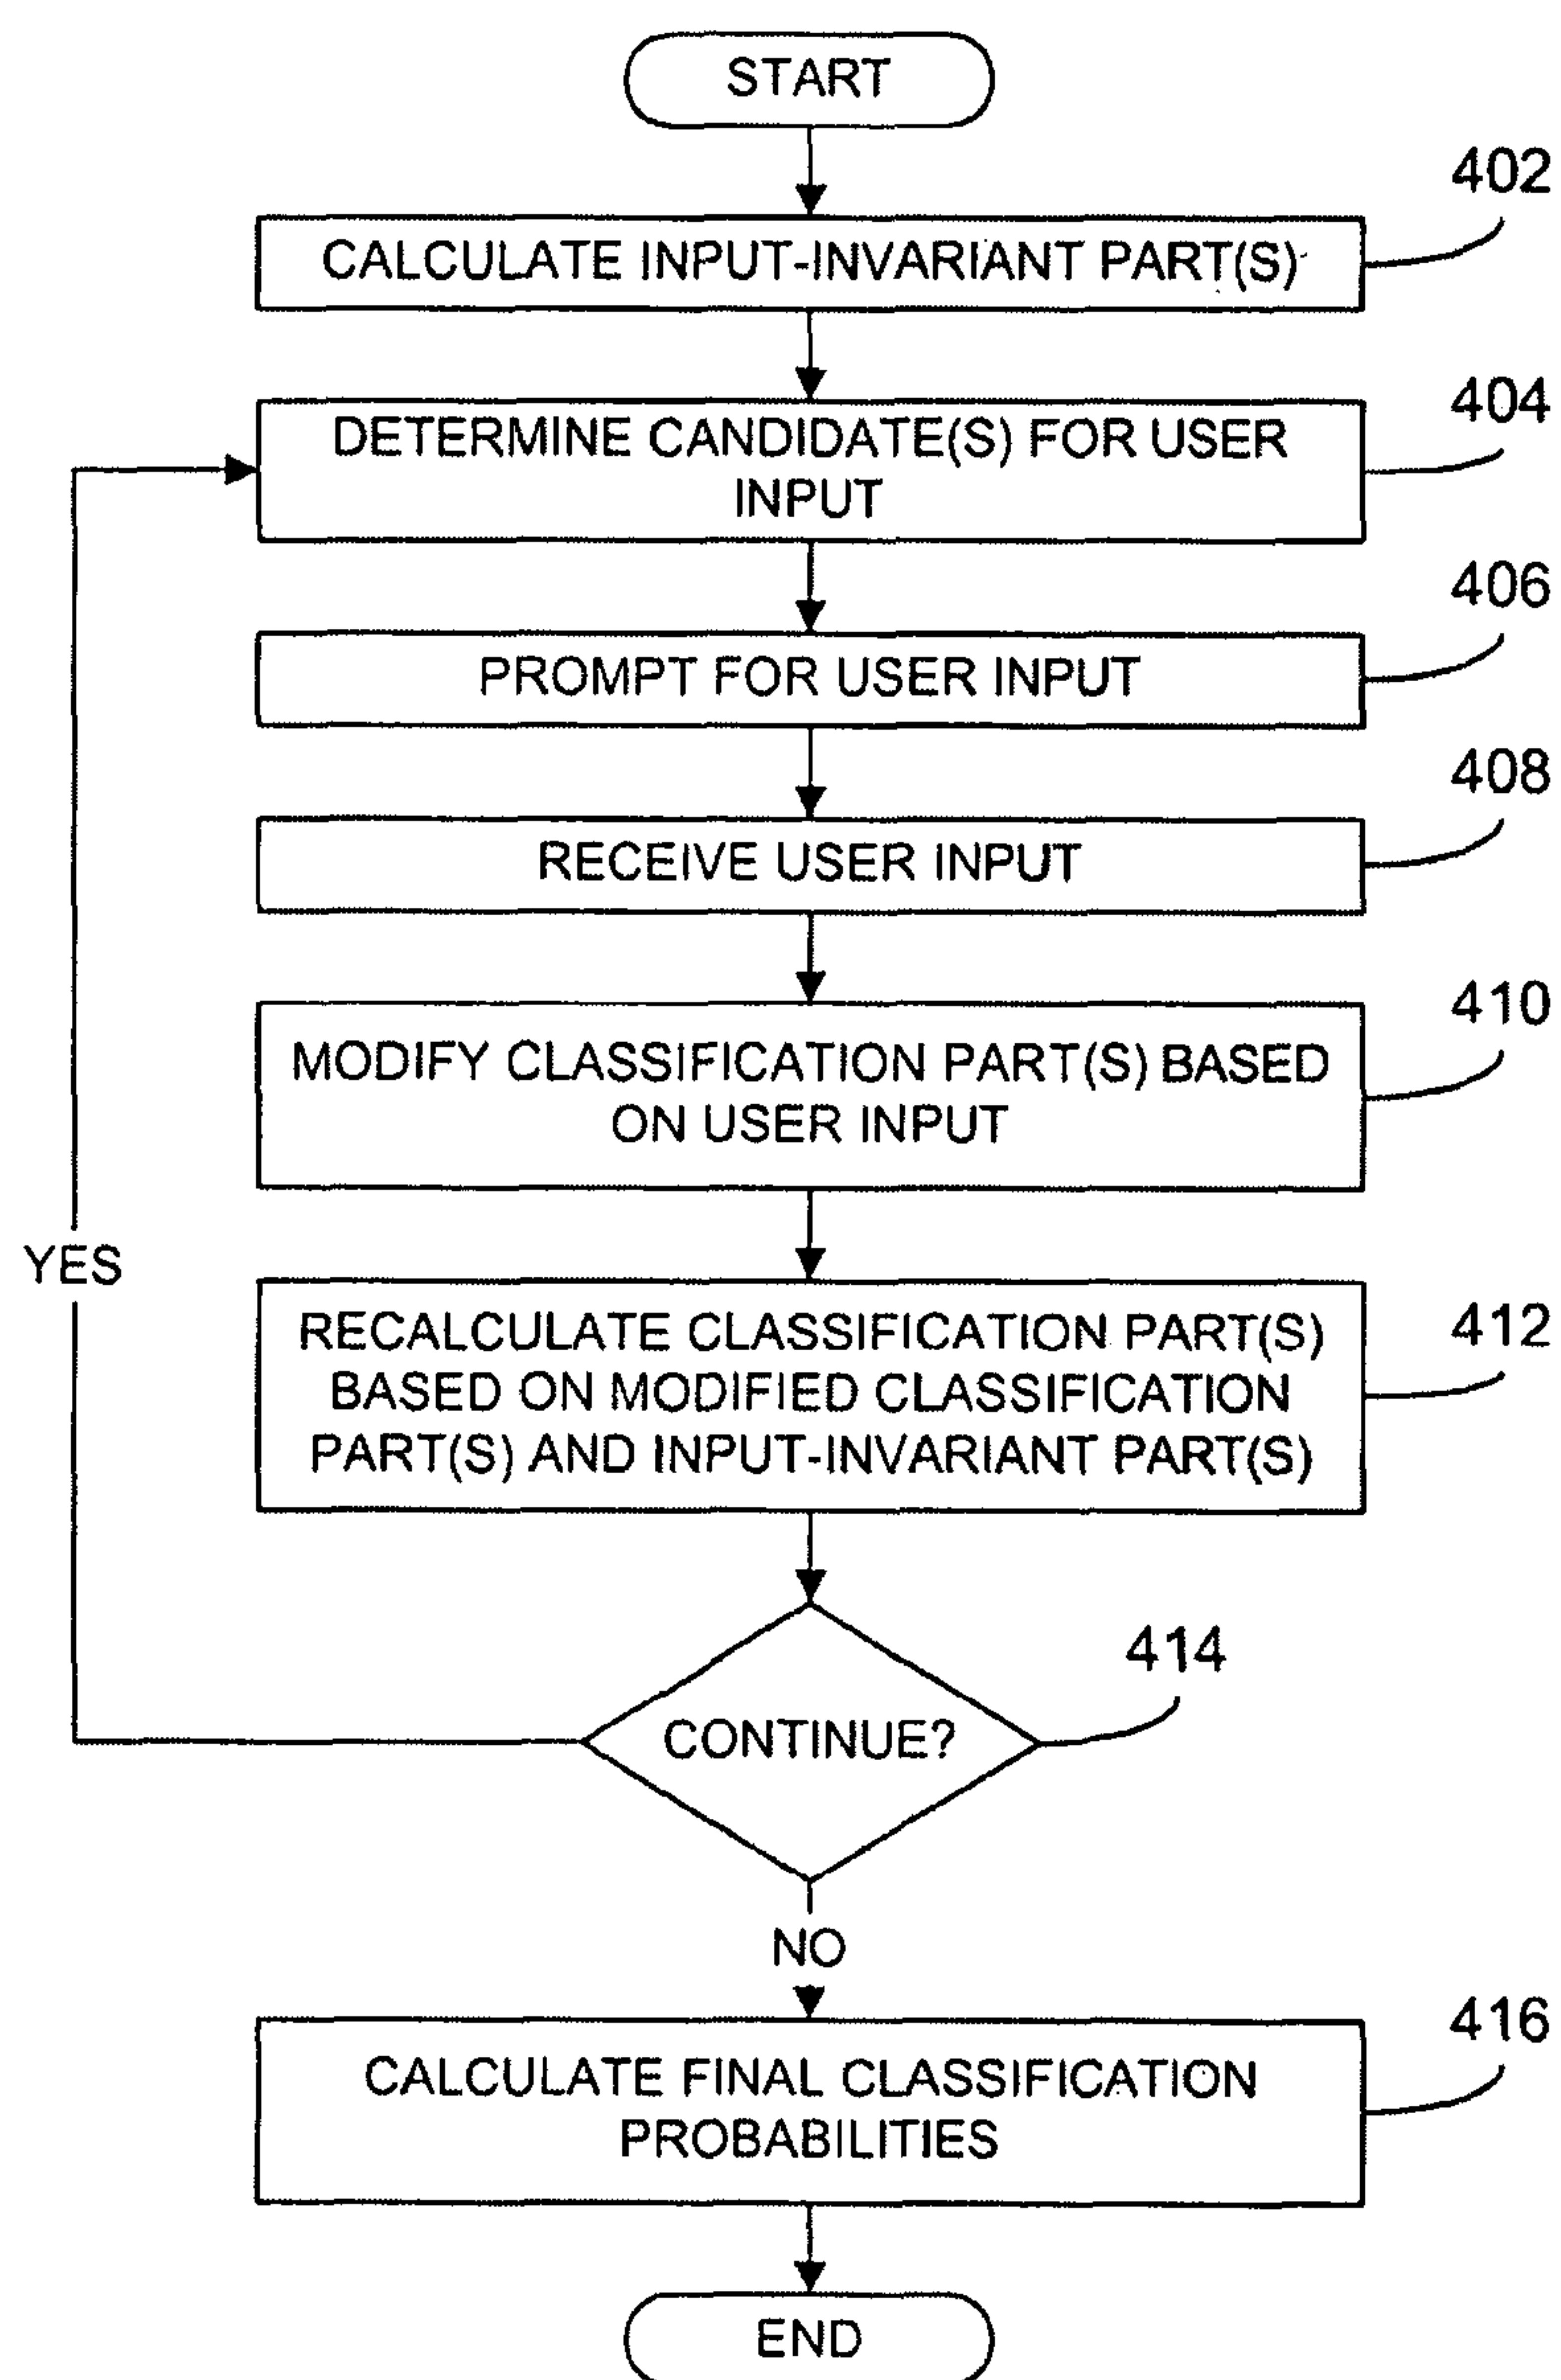 START
402
CALCULATE INPUT-INVARIANT PART(S)
404
DETERMINE CANDIDATE(S) FOR USER
INPUT
406
PROMPT FOR USER INPUT
408
RECEIVE USER INPUT
410
MODIFY CLASSIFICATION PART(S) BASED
ON USER INPUT
YES
412
RECALCULATE CLASSIFICATION PART(S)
BASED ON MODIFIED CLASSIFICATION
PART(S) AND INPUT-INVARIANT PART(S)
414
CONTINUE?
NO
416
CALCULATE FINAL CLASSIFICATION
PROBABILITIES
END